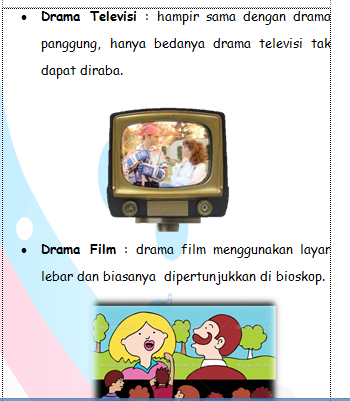 • Drama Televisi : hampir sama dengan drama
panggung, hanya bedanya drama televisi tak
dapat diraba.
• Drama Film : drama film menggunakan layar
lebar dan biasanya dipertunjukkan di bioskop.